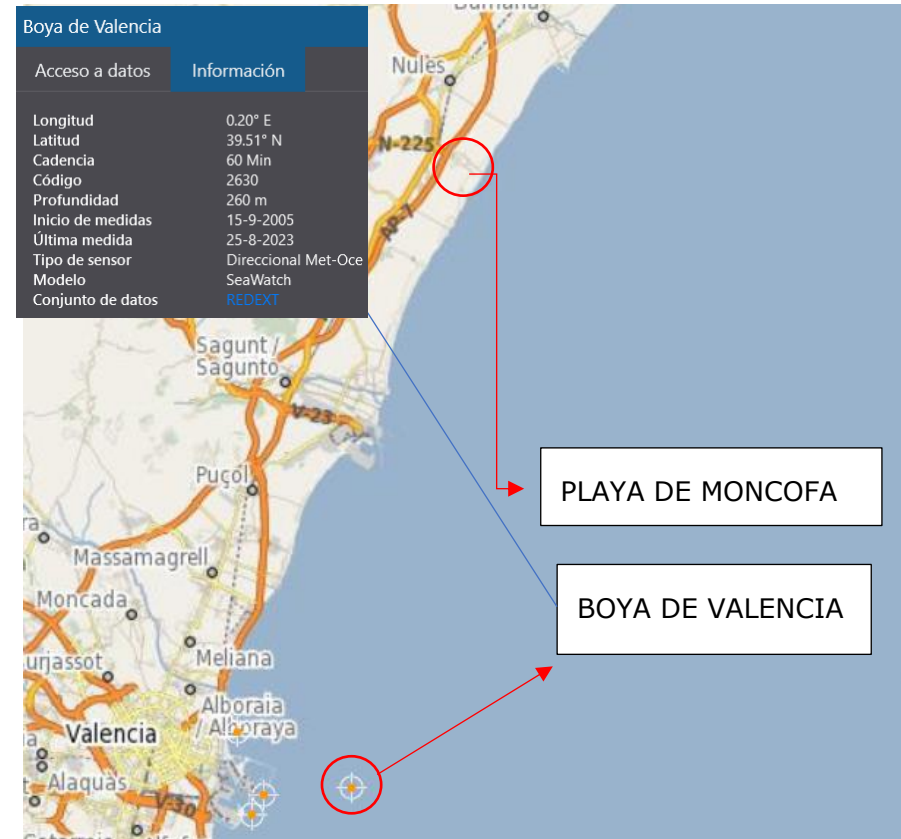 Boya de Valencia
Acceso a datos Información
Longitud 0.20° E
Latitud 39.51° N
Cadencia 60 Min
Código 2630
Profundidad 260 m
Inicio de medidas 15-9-2005
Última medida 25-8-2023
Tipo de sensor Direccional Met-Oce
Modelo SeaWatch
Conjunto de datos REDEXT
Nules
N-225
AP-7
Sagunt /
Sagunto
V-23
Puçol
PLAYA DE MONCOFA
Massamagrell
Moncada
BOYA DE VALENCIA
Meliana
Alboraia
/ Alboraya
Valencia
Alaquàs
V-30